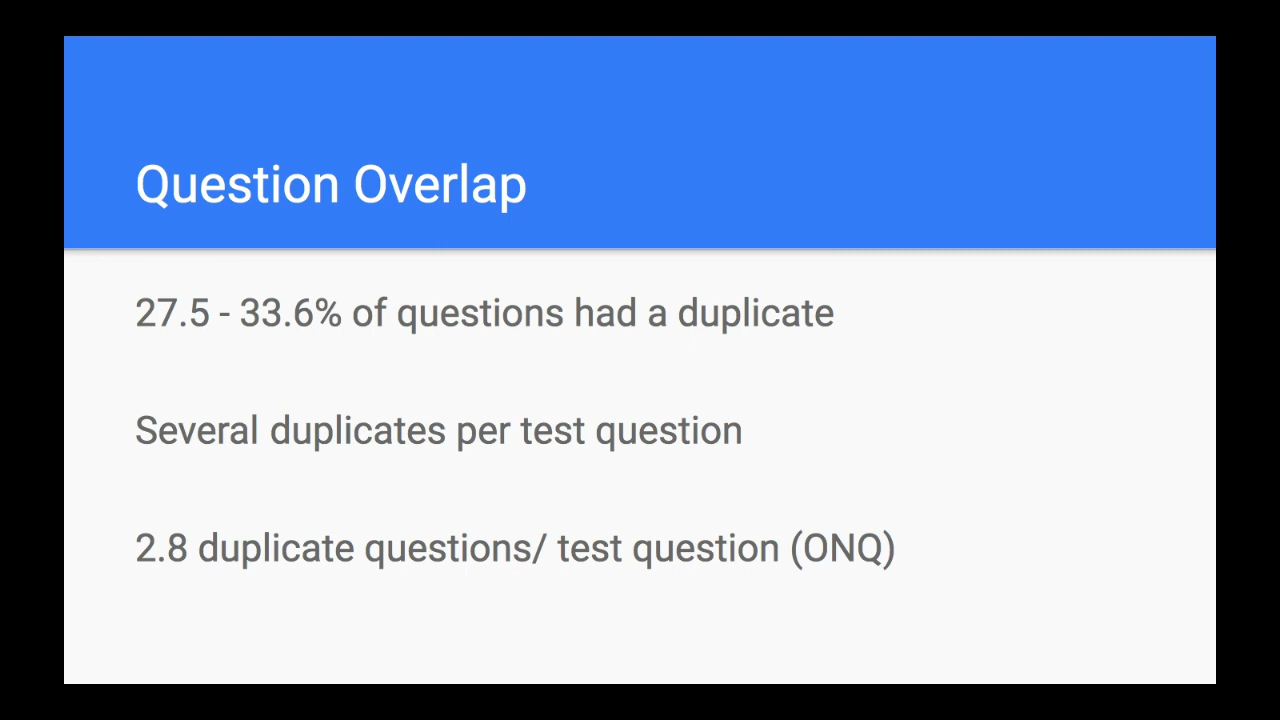 Question Overlap
27.5 - 33.6% of questions had a duplicate
Several duplicates per test question
2.8 duplicate questions/ test question (ONQ)